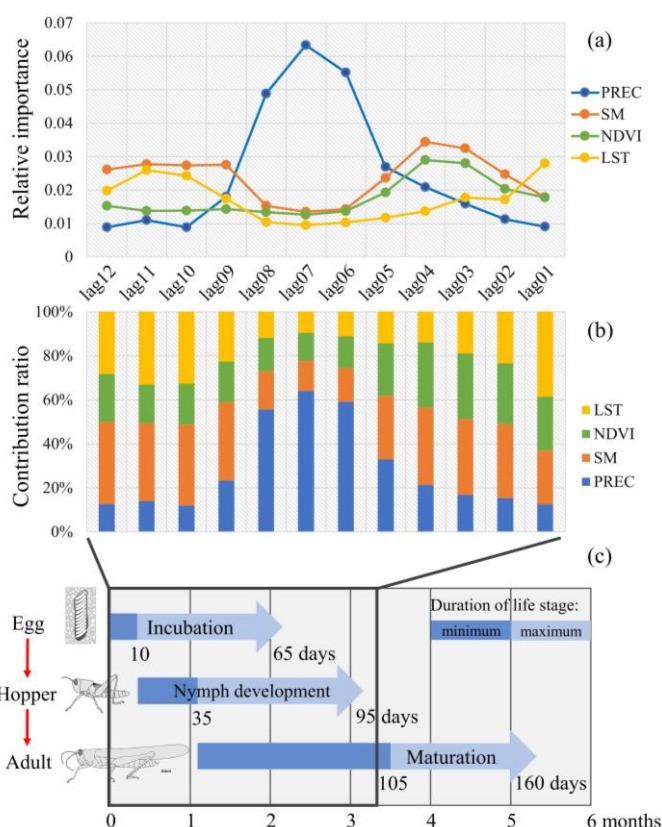 (a)
Relative importance
0.07
0.06
0.05
0.04
0.03
0.02
0.01
0
PREC
SM
NDVI
LST
lag12 lag11 lag10 lag09 lag08 lag07 lag06 lag05 lag04 lag03 lag02 lag01
(b)
Contribution ratio
100%
80%
60%
40%
20%
0%
LST
NDVI
SM
PREC
(c)
Egg
Incubation
10
65 days
Duration of life stage:
minimum maximum
Hopper
Nymph development
35
95 days
Adult
Adult
Maturation
105
160 days
0 1 2 3 4 5 6 months